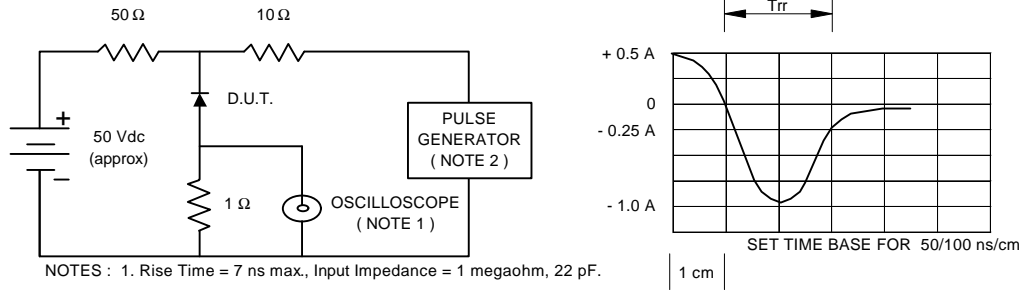 50 Ω
10 Ω
Trr
+ 0.5 A
D.U.T.
0
+
50 Vdc
(approx)
PULSE
GENERATOR
( NOTE 2 )
- 0.25 A
−
1 Ω
OSCILLOSCOPE
( NOTE 1 )
- 1.0 A
SET TIME BASE FOR 50/100 ns/cm
NOTES : 1. Rise Time = 7 ns max., Input Impedance = 1 megaohm, 22 pF.
1 cm